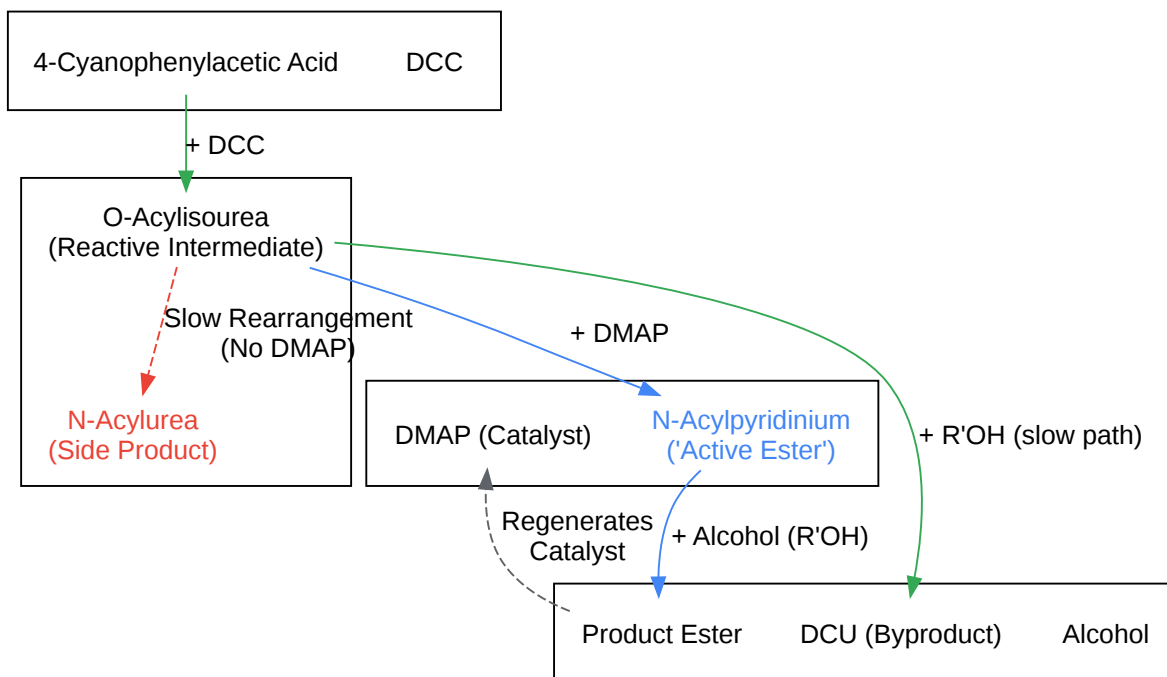 4-Cyanophenylacetic Acid
DCC
+ DCC
O-Acylisourea
(Reactive Intermediate)
Slow Rearrangement
(No DMAP)
+ DMAP
N-Acylurea
(Side Product)
DMAP (Catalyst)
N-Acylpyridinium
('Active Ester')
+ R'OH (slow path)
Regenerates
Catalyst
+ Alcohol (R'OH)
Product Ester
DCU (Byproduct)
Alcohol